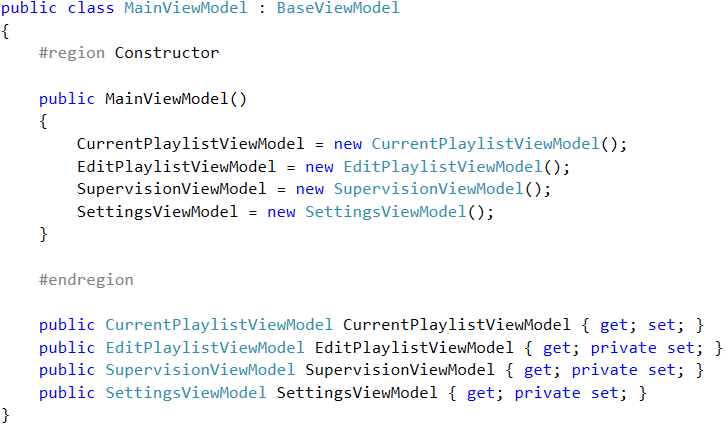 public class MainViewModel : BaseViewModel
{
    #region Constructor

    public MainViewModel()
    {
        CurrentPlaylistViewModel = new CurrentPlaylistViewModel();
        EditPlaylistViewModel = new EditPlaylistViewModel();
        SupervisionViewModel = new SupervisionViewModel();
        SettingsViewModel = new SettingsViewModel();
    }

    #endregion

    public CurrentPlaylistViewModel CurrentPlaylistViewModel { get; set; }
    public EditPlaylistViewModel EditPlaylistViewModel { get; private set; }
    public SupervisionViewModel SupervisionViewModel { get; private set; }
    public SettingsViewModel SettingsViewModel { get; private set; }
}